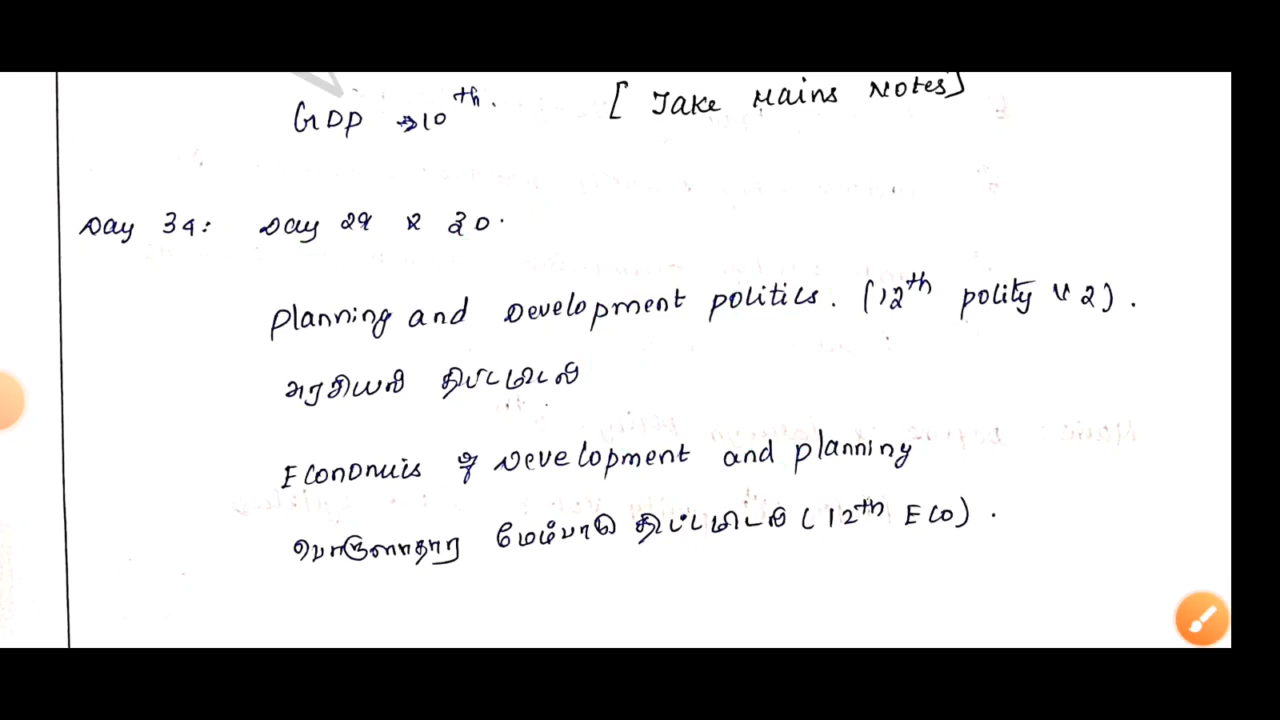 GDP → 10th. [ Take Mains Notes]
Day 34: Day 29 & 30.
planning and Development politics. (12th polity V2).
அரசியல் திட்டமிடல்
Economics of Development and planning
பொருளாதார மேம்பாடு திட்டமிடல் (12th ECO).